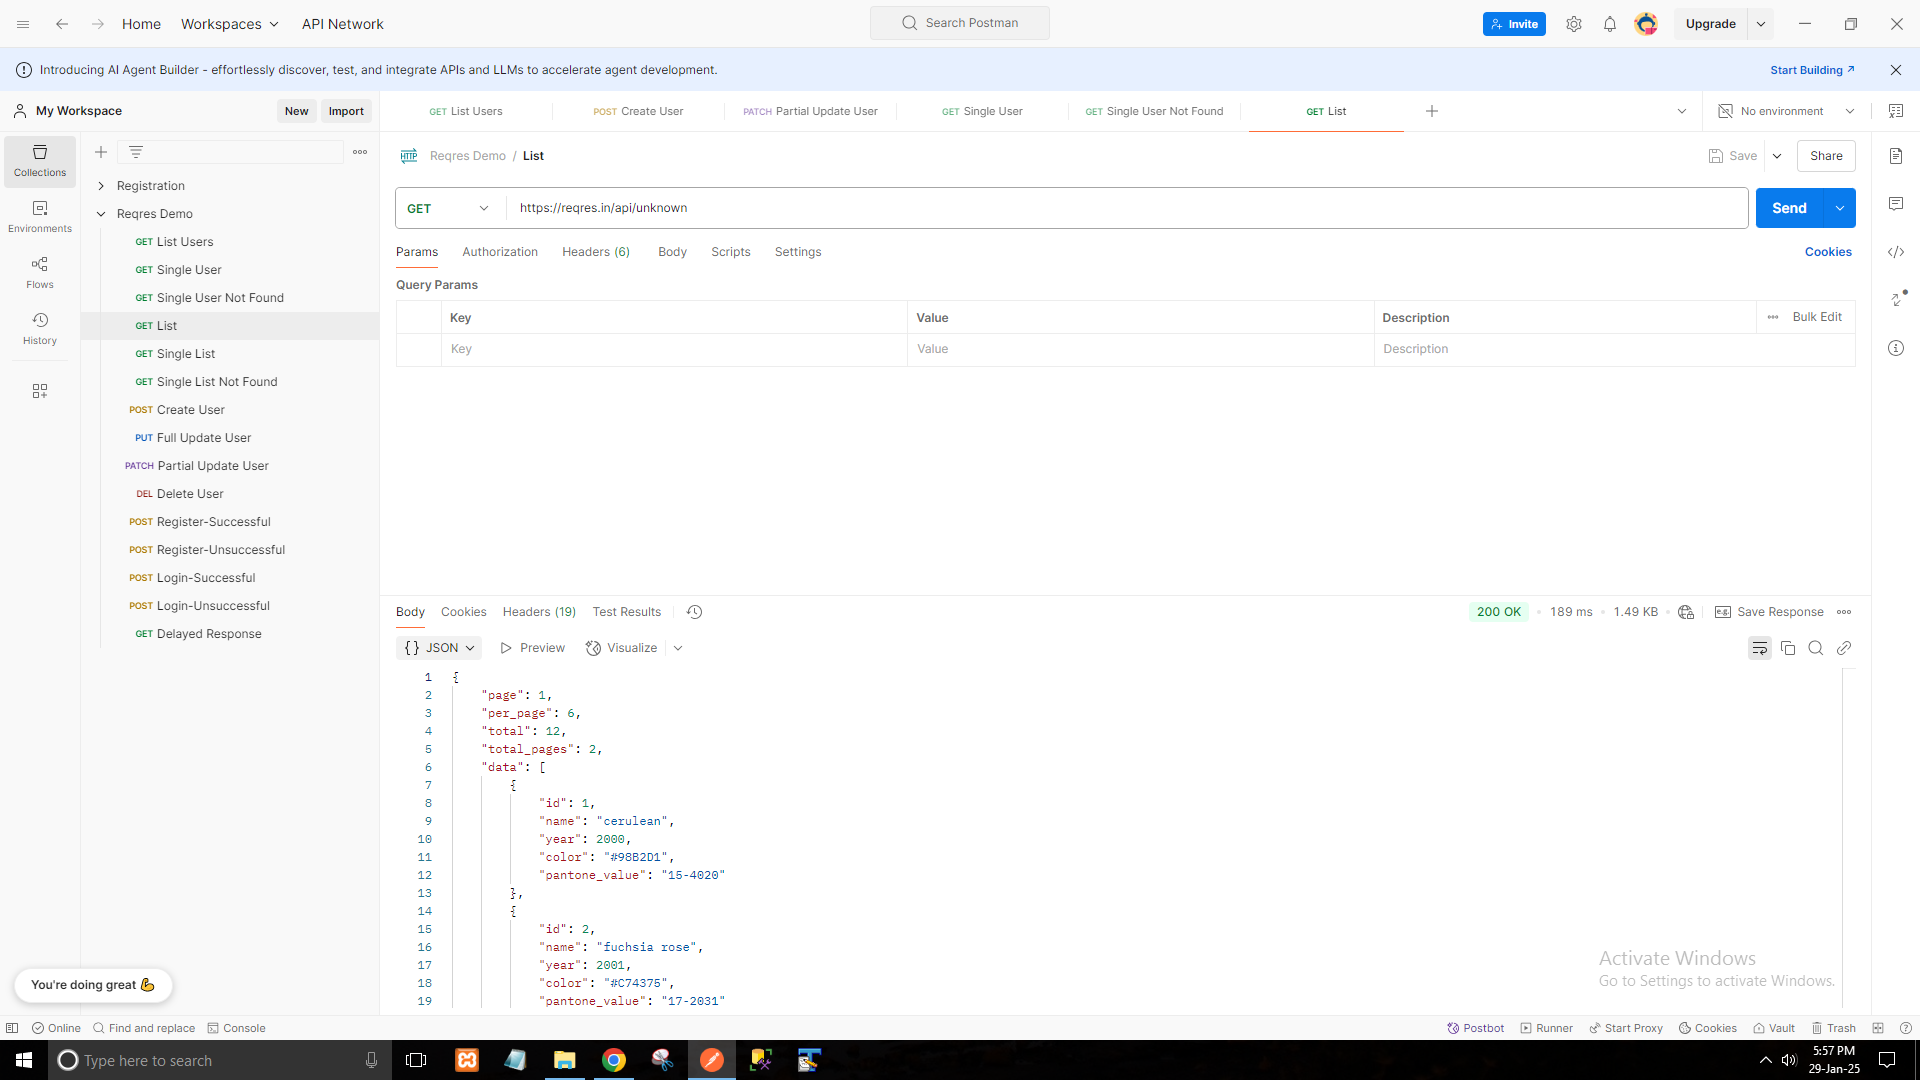 Home Workspaces API Network Search Postman Invite Upgrade
Introducing AI Agent Builder - effortlessly discover, test, and integrate APIs and LLMs to accelerate agent development. Start Building
My Workspace New Import
GET List Users POST Create User PATCH Partial Update User GET Single User GET Single User Not Found GET List No environment
Collections
Environments
Flows
History
Registration
Reqres Demo
GET List Users
GET Single User
GET Single User Not Found
GET List
GET Single List
GET Single List Not Found
POST Create User
PUT Full Update User
PATCH Partial Update User
DEL Delete User
POST Register-Successful
POST Register-Unsuccessful
POST Login-Successful
POST Login-Unsuccessful
GET Delayed Response
You're doing great
HTTP Reqres Demo / List Save Share
GET https://reqres.in/api/unknown Send
Params Authorization Headers (6) Body Scripts Settings Cookies
Query Params
Key Value Description Bulk Edit
Key Value Description
Body Cookies Headers (19) Test Results 200 OK 189 ms 1.49 KB e.g. Save Response
{} JSON Preview Visualize
1 {
2 "page": 1,
3 "per_page": 6,
4 "total": 12,
5 "total_pages": 2,
6 "data": [
7 {
8 "id": 1,
9 "name": "cerulean",
10 "year": 2000,
11 "color": "#98B2D1",
12 "pantone_value": "15-4020"
13 },
14 {
15 "id": 2,
16 "name": "fuchsia rose",
17 "year": 2001,
18 "color": "#C74375",
19 "pantone_value": "17-2031"
Activate Windows
Go to Settings to activate Windows.
Online Find and replace Console Postbot Runner Start Proxy Cookies Vault Trash
Type here to search 5:57 PM
29-Jan-25